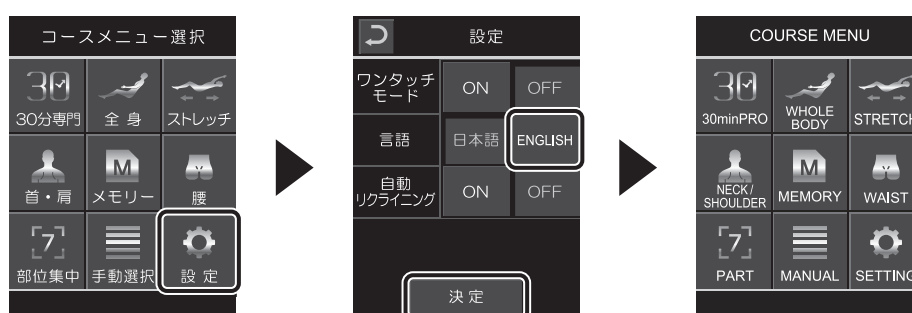 コースメニュー選択
30
30分専門
全 身
ストレッチ
首・肩
M
メモリー
腰
7
部位集中
手動選択
設 定
設定
ワンタッチ
モード
ON
OFF
言語
日本語
ENGLISH
自動
リクライニング
ON
OFF
決 定
COURSE MENU
30
30minPRO
WHOLE
BODY
STRETCH
NECK/
SHOULDER
M
MEMORY
WAIST
7
PART
MANUAL
SETTING